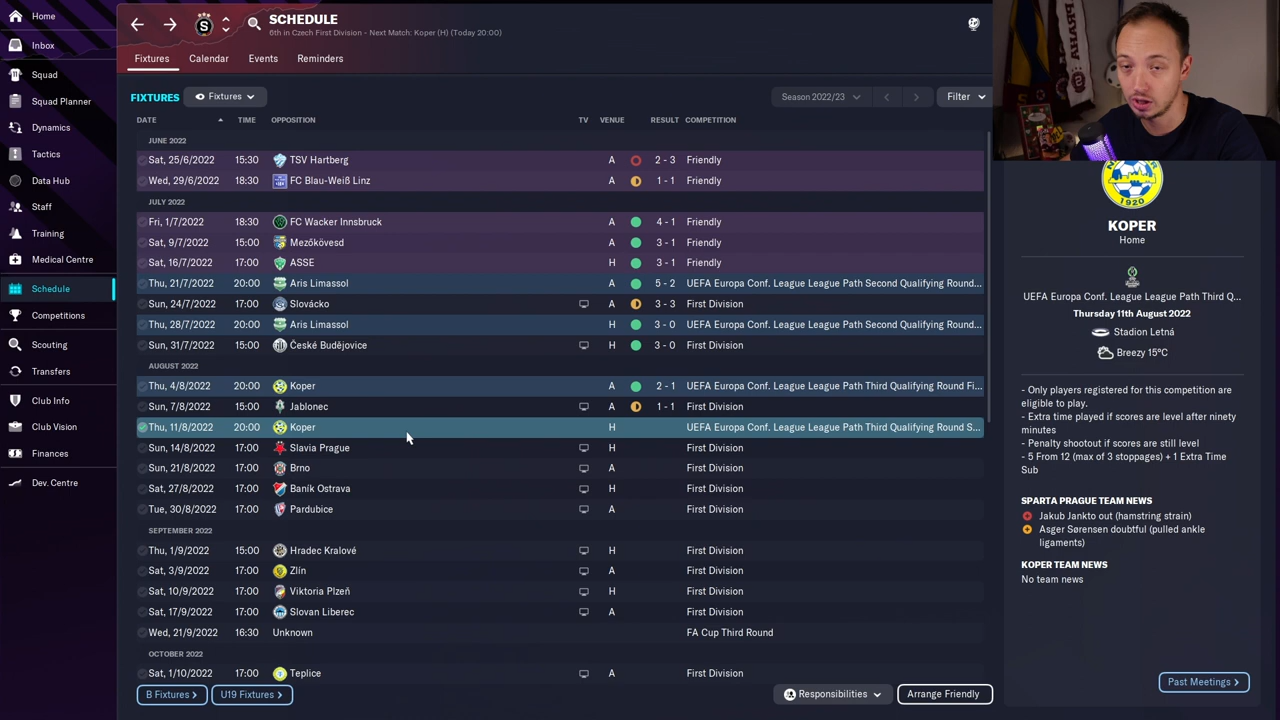 Home
Inbox
Squad
Squad Planner
Dynamics
Tactics
Data Hub
Staff
Training
Medical Centre
Schedule
Competitions
Scouting
Transfers
Club Info
Club Vision
Finances
Dev. Centre
SCHEDULE
6th in Czech First Division - Next Match: Koper (H) (Today 20:00)
Fixtures Calendar Events Reminders
FIXTURES Fixtures Season 2022/23 Filter
DATE TIME OPPOSITION TV VENUE RESULT COMPETITION
JUNE 2022
Sat, 25/6/2022 15:30 TSV Hartberg A 2 - 3 Friendly
Wed, 29/6/2022 18:30 FC Blau-Weiß Linz A 1 - 1 Friendly
JULY 2022
Fri, 1/7/2022 18:30 FC Wacker Innsbruck A 4 - 1 Friendly
Sat, 9/7/2022 15:00 Mezőkövesd A 3 - 1 Friendly
Sat, 16/7/2022 17:00 ASSE H 3 - 1 Friendly
Thu, 21/7/2022 20:00 Aris Limassol A 5 - 2 UEFA Europa Conf. League League Path Second Qualifying Round...
Sun, 24/7/2022 17:00 Slovácko A 3 - 3 First Division
Thu, 28/7/2022 20:00 Aris Limassol H 3 - 0 UEFA Europa Conf. League League Path Second Qualifying Round...
Sun, 31/7/2022 15:00 České Budějovice H 3 - 0 First Division
AUGUST 2022
Thu, 4/8/2022 20:00 Koper A 2 - 1 UEFA Europa Conf. League League Path Third Qualifying Round Fi...
Sun, 7/8/2022 15:00 Jablonec A 1 - 1 First Division
Thu, 11/8/2022 20:00 Koper H UEFA Europa Conf. League League Path Third Qualifying Round S...
Sun, 14/8/2022 17:00 Slavia Prague H First Division
Sun, 21/8/2022 17:00 Brno A First Division
Sat, 27/8/2022 17:00 Baník Ostrava H First Division
Tue, 30/8/2022 17:00 Pardubice A First Division
SEPTEMBER 2022
Thu, 1/9/2022 15:00 Hradec Kralové H First Division
Sat, 3/9/2022 17:00 Zlín A First Division
Sat, 10/9/2022 17:00 Viktoria Plzeň H First Division
Sat, 17/9/2022 17:00 Slovan Liberec A First Division
Wed, 21/9/2022 16:30 Unknown FA Cup Third Round
OCTOBER 2022
Sat, 1/10/2022 17:00 Teplice A First Division
B Fixtures U19 Fixtures Responsibilities Arrange Friendly
1920
KOPER
Home
UEFA Europa Conf. League League Path Third Q...
Thursday 11th August 2022
Stadion Letná
Breezy 15°C
- Only players registered for this competition are
eligible to play
- Extra time played if scores are level after ninety
minutes
- Penalty shootout if scores are still level
- 5 From 12 (max of 3 stoppages) + 1 Extra Time
Sub
SPARTA PRAGUE TEAM NEWS
Jakub Jankto out (hamstring strain)
Asger Sørensen doubtful (pulled ankle
ligaments)
KOPER TEAM NEWS
No team news
Past Meetings